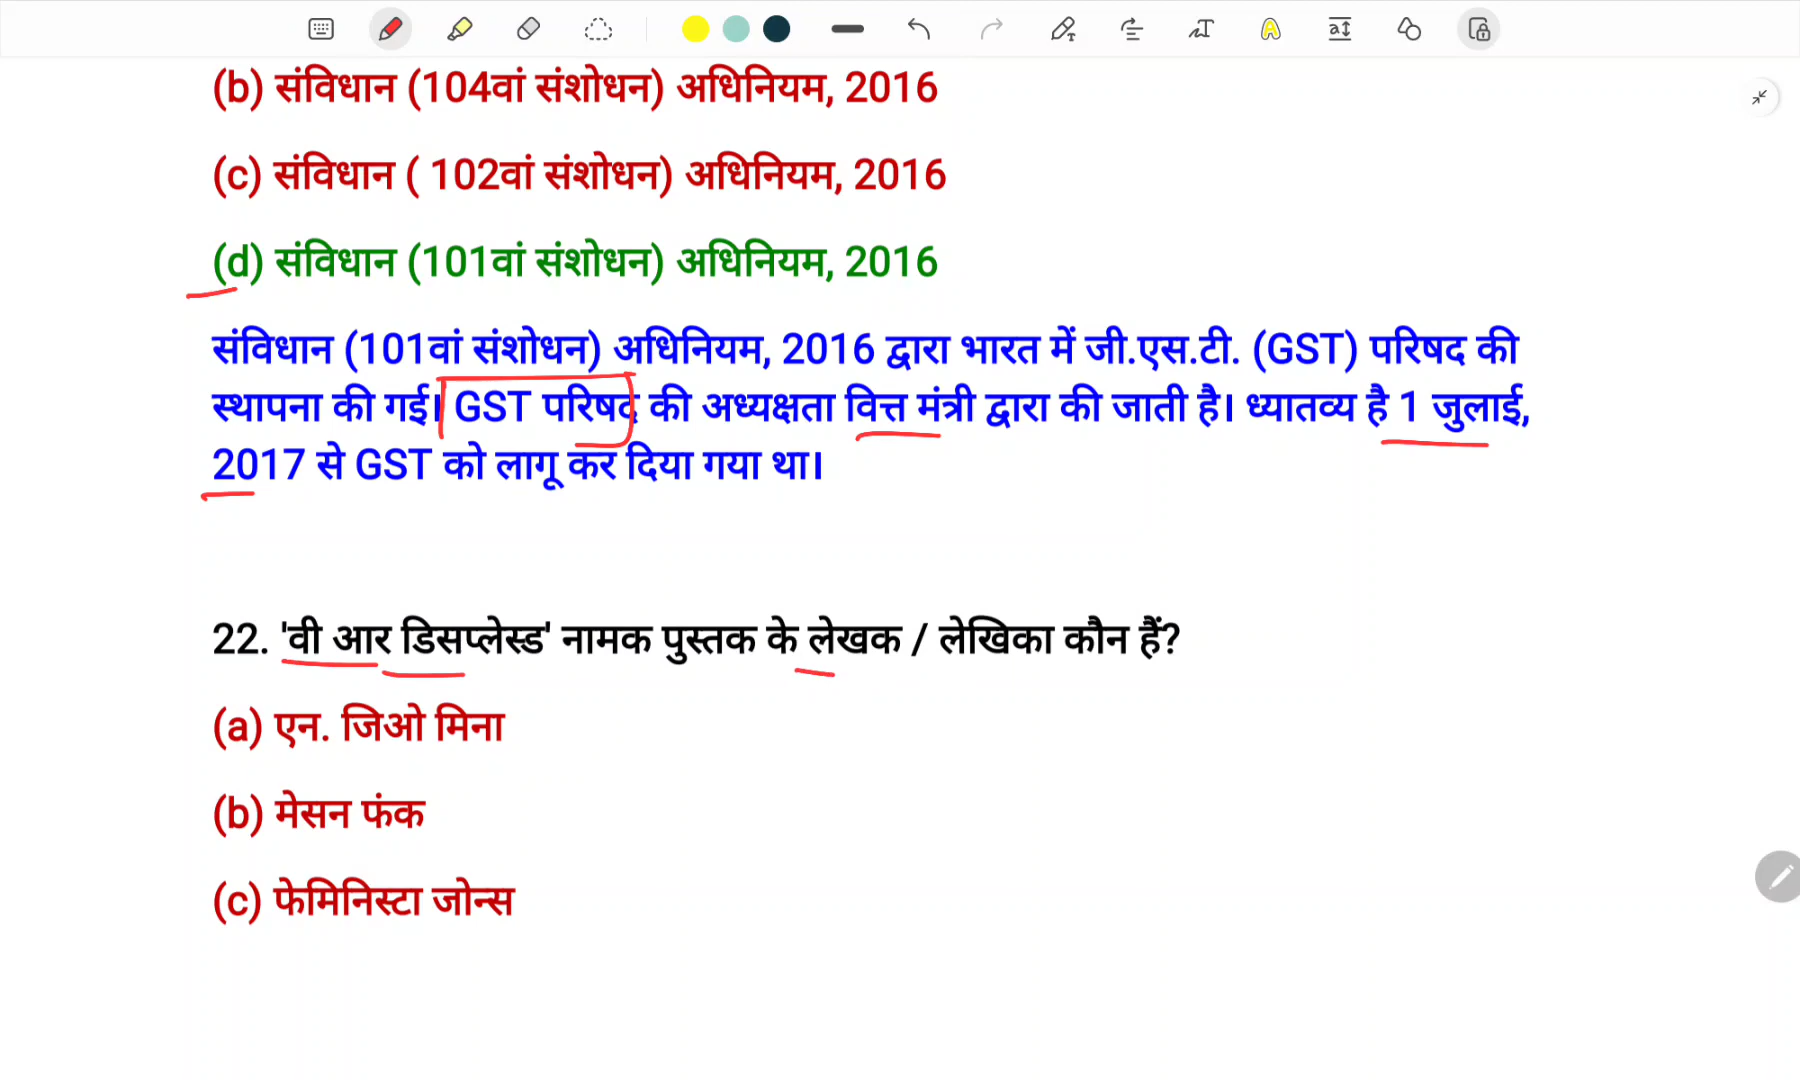 (b) संविधान (104वां संशोधन) अधिनियम, 2016
(c) संविधान ( 102वां संशोधन) अधिनियम, 2016
(d) संविधान (101वां संशोधन) अधिनियम, 2016
संविधान (101वां संशोधन) अधिनियम, 2016 द्वारा भारत में जी.एस.टी. (GST) परिषद की
स्थापना की गई। GST परिषद की अध्यक्षता वित्त मंत्री द्वारा की जाती है। ध्यातव्य है 1 जुलाई,
2017 से GST को लागू कर दिया गया था।
22. 'वी आर डिसप्लेस्ड' नामक पुस्तक के लेखक / लेखिका कौन हैं?
(a) एन. जिओ मिना
(b) मेसन फंक
(c) फेमिनिस्टा जोन्स